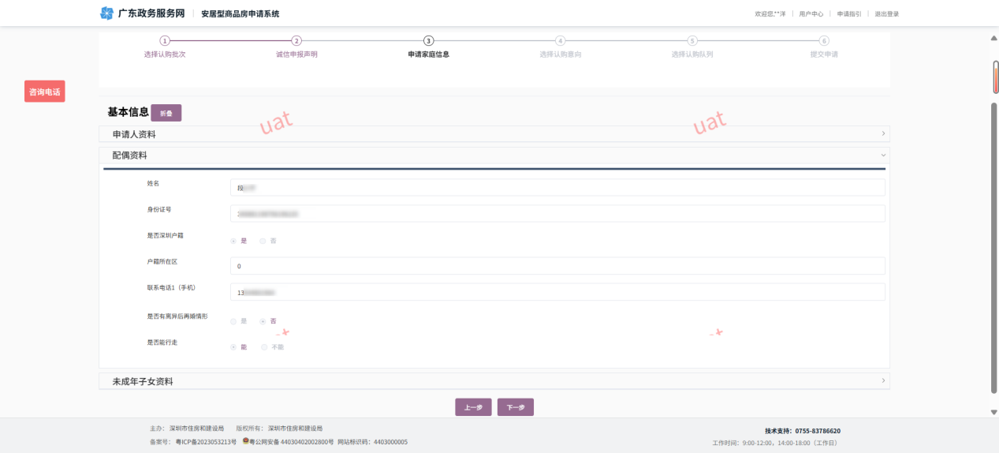 广东政务服务网 安居型商品房申请系统
欢迎您,**洋 用户中心 申请指引 退出登录
1 2 3 4 5 6
选择认购批次 诚信申报声明 申请家庭信息 选择认购意向 选择认购队列 提交申请
咨询电话
基本信息 折叠
uat uat
申请人资料
配偶资料
姓名 段
身份证号
是否深圳户籍 是 否
户籍所在区 0
联系电话1(手机) 13
是否有离异后再婚情形 是 否
是否能行走 能 不能
未成年子女资料
上一步 下一步
主办: 深圳市住房和建设局 版权所有: 深圳市住房和建设局
技术支持: 0755-83786620
备案号: 粤ICP备2023053213号 粤公网安备 44030402002800号 网站标识码: 4403000005
工作时间: 9:00-12:00, 14:00-18:00 (工作日)